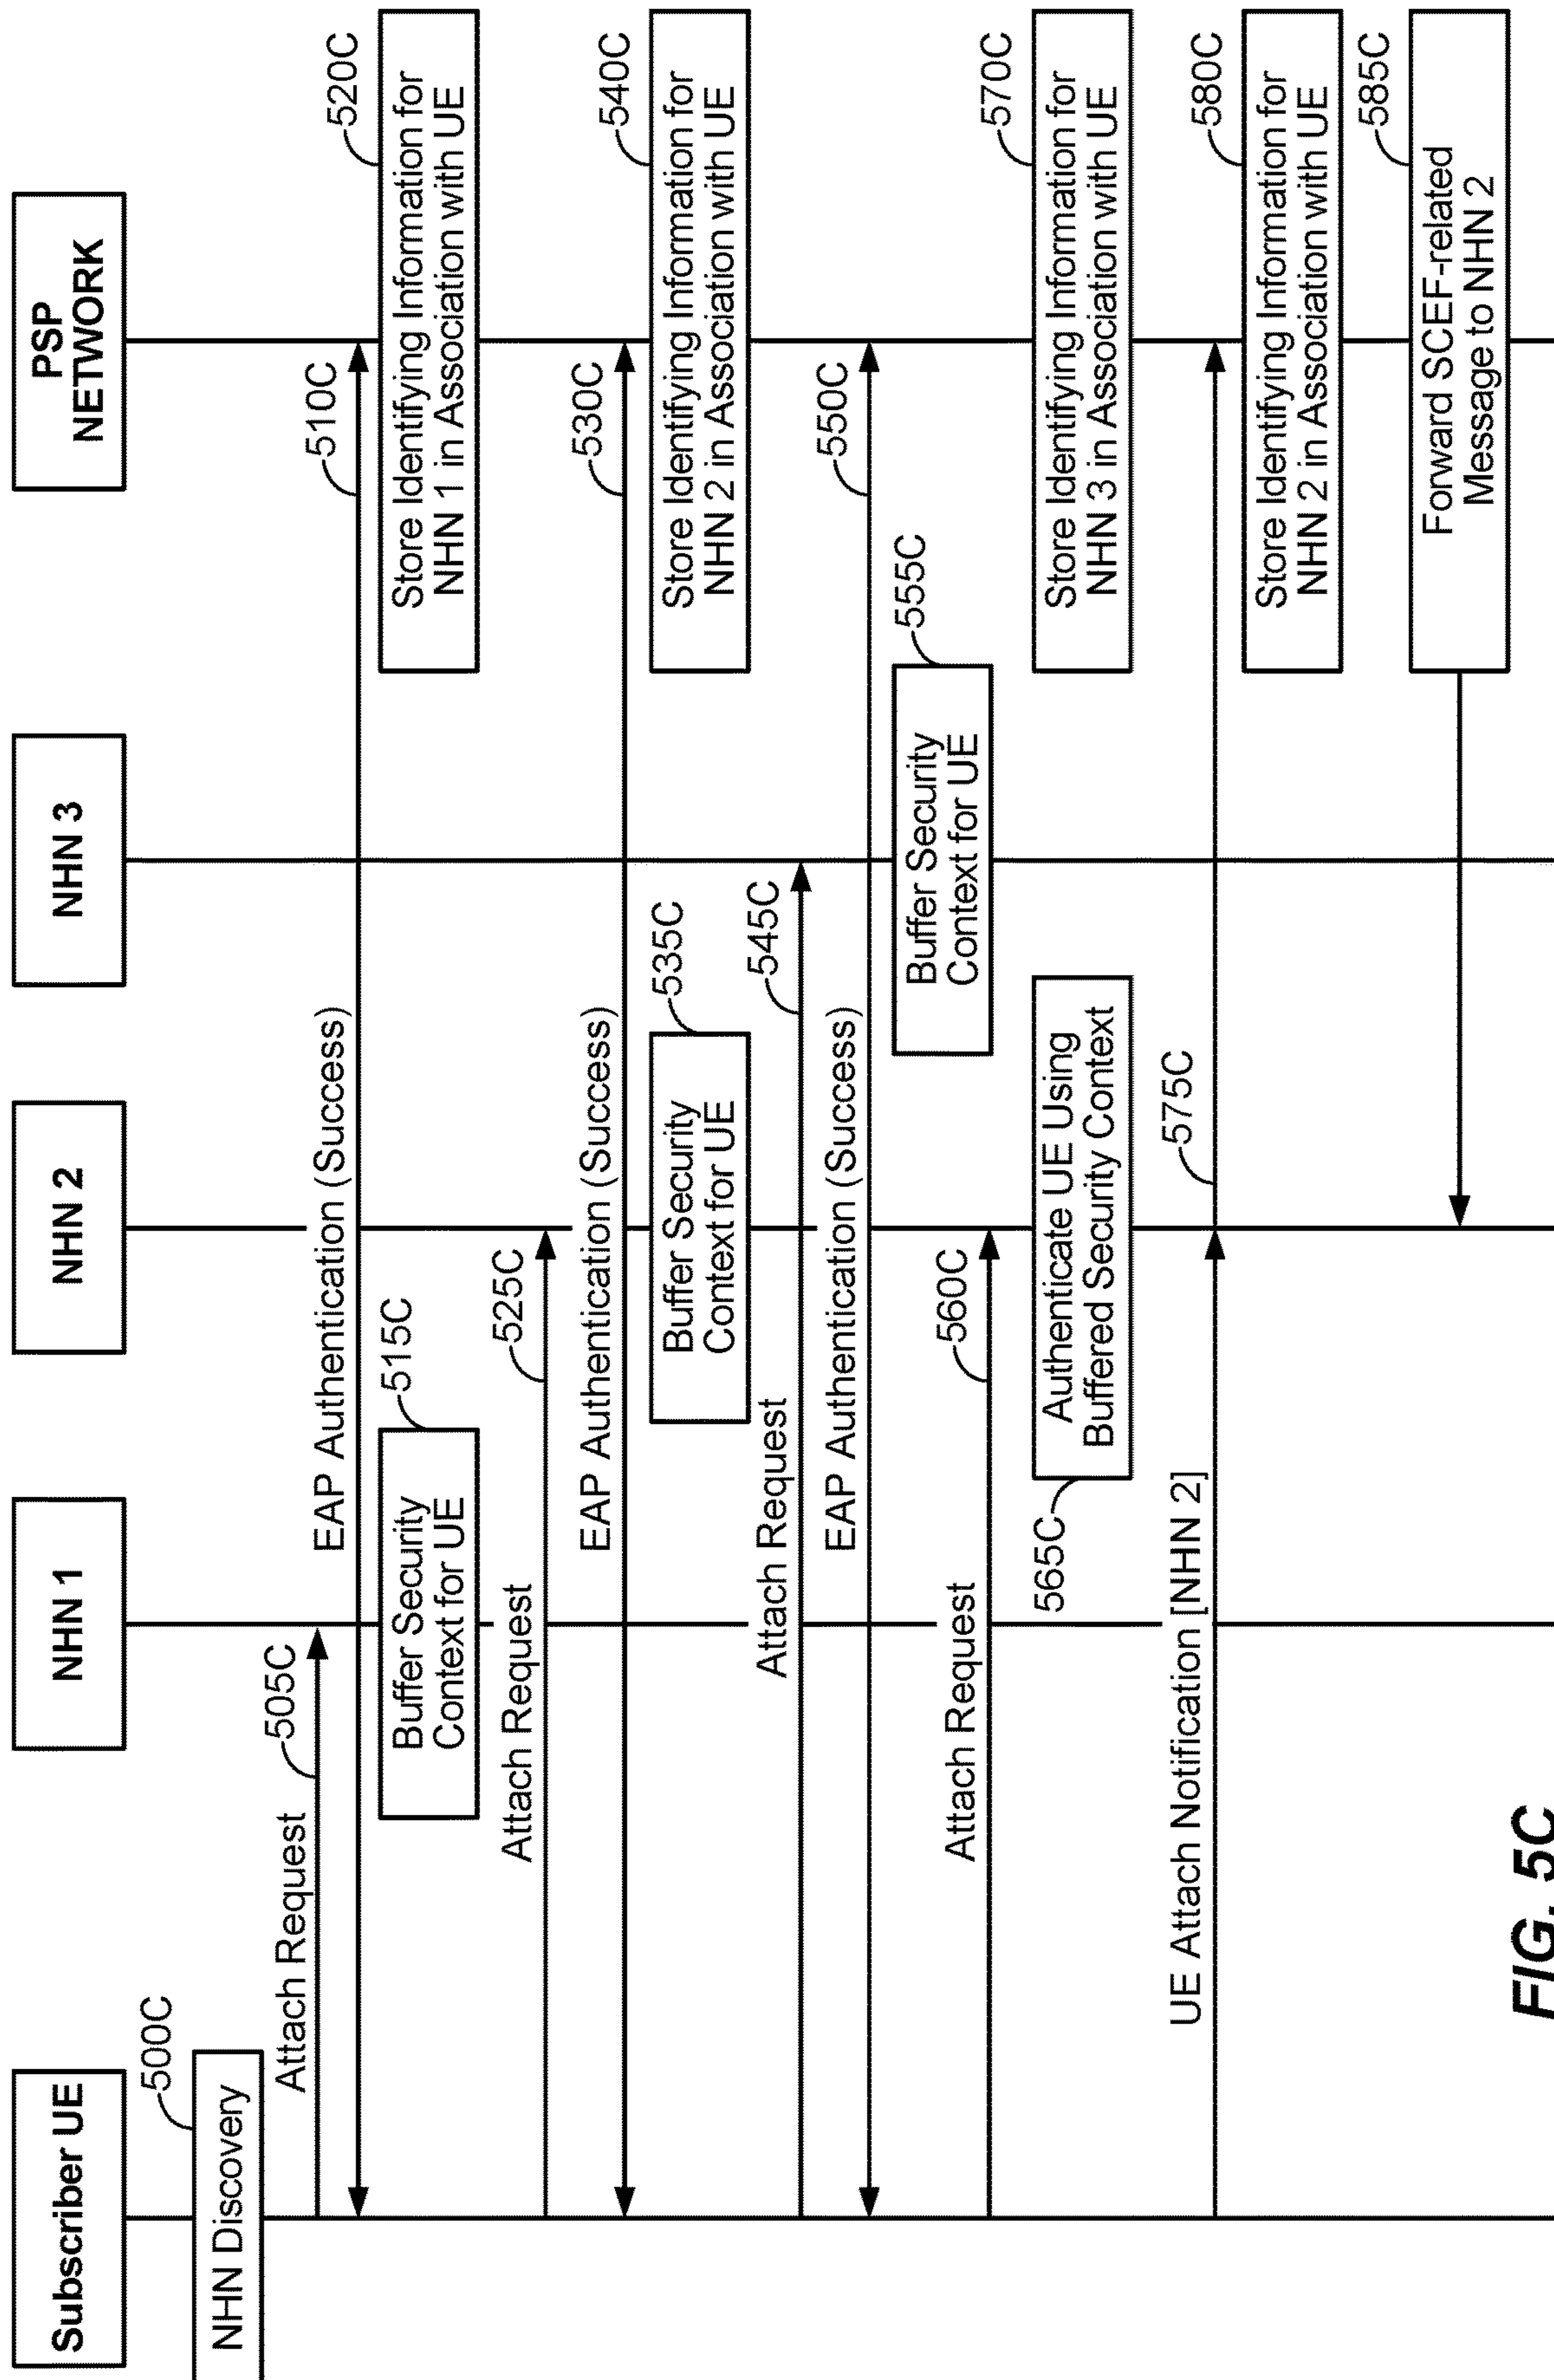 Subscriber UE
NHN 1
NHN 2
NHN 3
PSP
NETWORK
500C
NHN Discovery
Attach Request
505C
EAP Authentication (Success)
510C
Buffer Security
Context for UE
515C
Store Identifying Information for
NHN 1 in Association with UE
520C
Attach Request
525C
EAP Authentication (Success)
530C
Buffer Security
Context for UE
535C
Store Identifying Information for
NHN 2 in Association with UE
540C
Attach Request
545C
EAP Authentication (Success)
550C
Buffer Security
Context for UE
555C
Attach Request
560C
565C
Authenticate UE Using
Buffered Security Context
Store Identifying Information for
NHN 3 in Association with UE
570C
UE Attach Notification [NHN 2]
575C
Store Identifying Information for
NHN 2 in Association with UE
580C
Forward SCEF-related
Message to NHN 2
585C
FIG. 5C